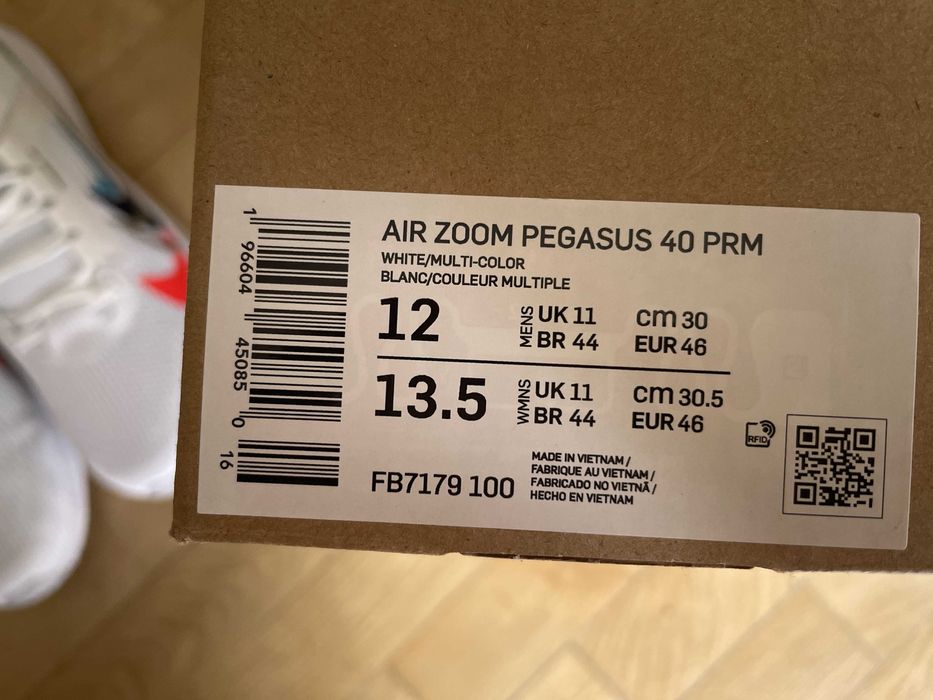 AIR ZOOM PEGASUS 40 PRM
WHITE/MULTI-COLOR
BLANC/COULEUR MULTIPLE
12
MENS
UK 11
cm 30
BR 44
EUR 46
13.5
WMNS
UK 11
cm 30.5
BR 44
EUR 46
FB7179 100
MADE IN VIETNAM /
FABRIQUE AU VIETNAM /
FABRICADO NO VIETNÃ /
HECHO EN VIETNAM
RFID
1 96604 45085 0
16